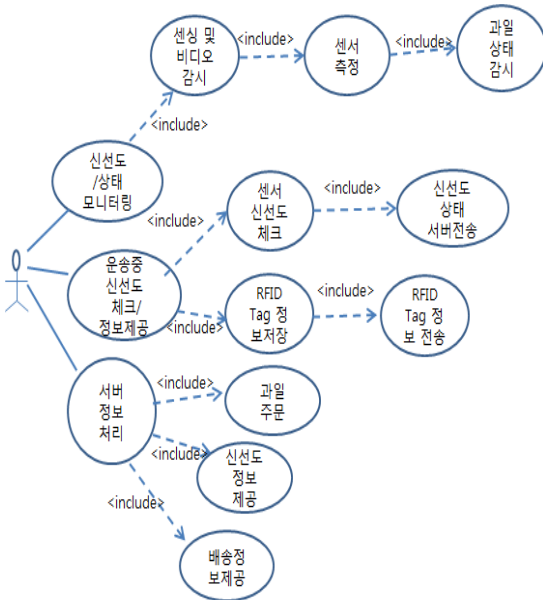 센싱 및
비디오
감시
<include>
센서
측정
<include>
과일
상태
감시
<include>
신선도
/상태
모니터링
<include>
센서
신선도
체크
<include>
신선도
상태
서버전송
운송중
신선도
체크/
정보제공
<include>
RFID
Tag 정
보저장
<include>
RFID
Tag 정
보 전송
서버
정보
처리
<include>
과일
주문
<include>
신선도
정보
제공
<include>
배송정
보제공